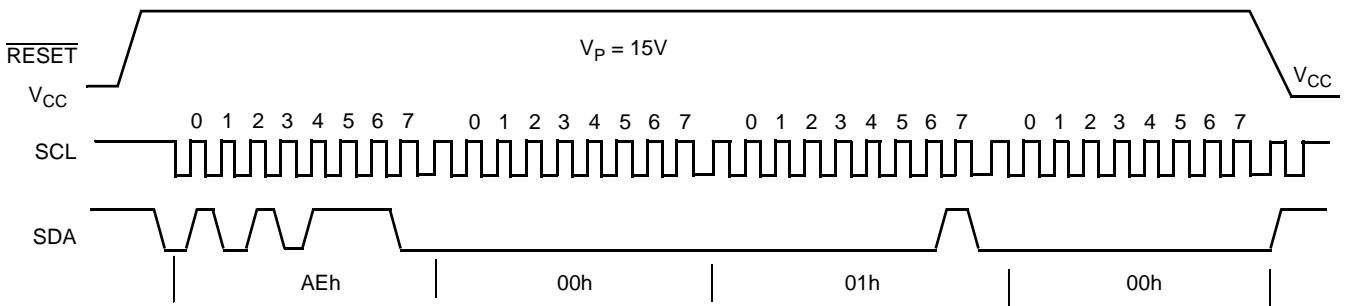 RESET
V_P = 15V
V_CC
V_CC
0 1 2 3 4 5 6 7 0 1 2 3 4 5 6 7 0 1 2 3 4 5 6 7 0 1 2 3 4 5 6 7
SCL
SDA
AEh 00h 01h 00h